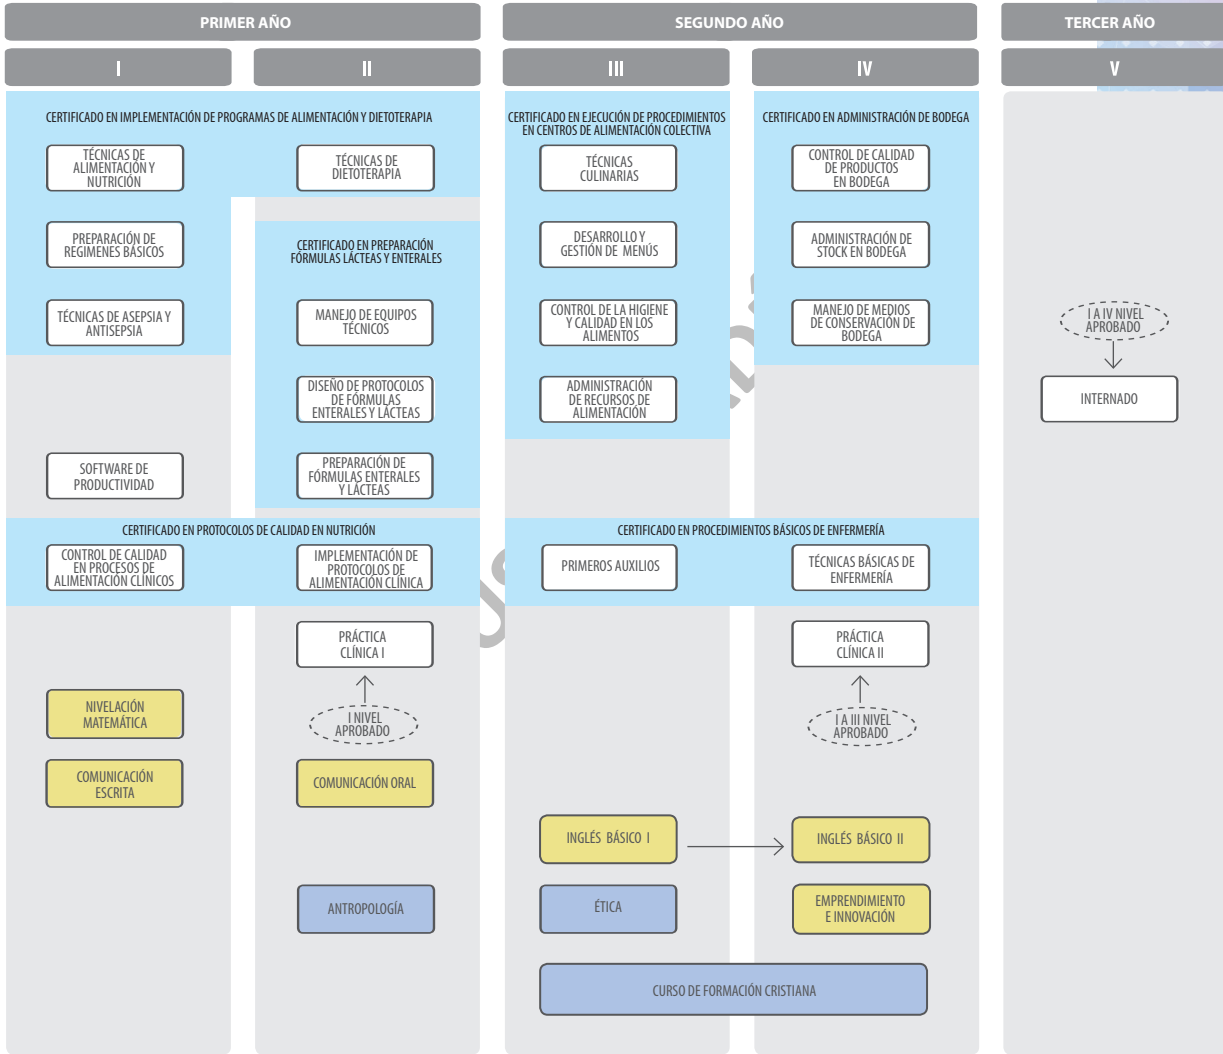 PRIMER AÑO
SEGUNDO AÑO
TERCER AÑO
I
II
III
IV
V
CERTIFICADO EN IMPLEMENTACIÓN DE PROGRAMAS DE ALIMENTACIÓN Y DIETOTERAPIA
TÉCNICAS DE
ALIMENTACIÓN Y
NUTRICIÓN
TÉCNICAS DE
DIETOTERAPIA
PREPARACIÓN DE
REGIMENES BÁSICOS
TÉCNICAS DE ASEPSIA Y
ANTISEPSIA
CERTIFICADO EN PREPARACIÓN
FÓRMULAS LÁCTEAS Y ENTERALES
MANEJO DE EQUIPOS
TÉCNICOS
DISEÑO DE PROTOCOLOS
DE FÓRMULAS
ENTERALES Y LÁCTEAS
PREPARACIÓN DE
FÓRMULAS ENTERALES
Y LÁCTEAS
SOFTWARE DE
PRODUCTIVIDAD
CERTIFICADO EN EJECUCIÓN DE PROCEDIMIENTOS
EN CENTROS DE ALIMENTACIÓN COLECTIVA
TÉCNICAS
CULINARIAS
DESARROLLO Y
GESTIÓN DE MENÚS
CONTROL DE LA HIGIENE
Y CALIDAD EN LOS
ALIMENTOS
ADMINISTRACIÓN
DE RECURSOS DE
ALIMENTACIÓN
CERTIFICADO EN ADMINISTRACIÓN DE BODEGA
CONTROL DE CALIDAD
DE PRODUCTOS
EN BODEGA
ADMINISTRACIÓN DE
STOCK EN BODEGA
MANEJO DE MEDIOS
DE CONSERVACIÓN DE
BODEGA
I A IV NIVEL
APROBADO
INTERNADO
CERTIFICADO EN PROTOCOLOS DE CALIDAD EN NUTRICIÓN
CONTROL DE CALIDAD
EN PROCESOS DE
ALIMENTACIÓN CLÍNICOS
IMPLEMENTACIÓN DE
PROTOCOLOS DE
ALIMENTACIÓN CLÍNICA
CERTIFICADO EN PROCEDIMIENTOS BÁSICOS DE ENFERMERÍA
PRIMEROS AUXILIOS
TÉCNICAS BÁSICAS DE
ENFERMERÍA
PRÁCTICA
CLÍNICA I
I NIVEL
APROBADO
PRÁCTICA
CLÍNICA II
I A III NIVEL
APROBADO
NIVELACIÓN
MATEMÁTICA
COMUNICACIÓN
ESCRITA
COMUNICACIÓN ORAL
INGLÉS BÁSICO I
INGLÉS BÁSICO II
ANTROPOLOGÍA
ÉTICA
EMPRENDIMIENTO
E INNOVACIÓN
CURSO DE FORMACIÓN CRISTIANA